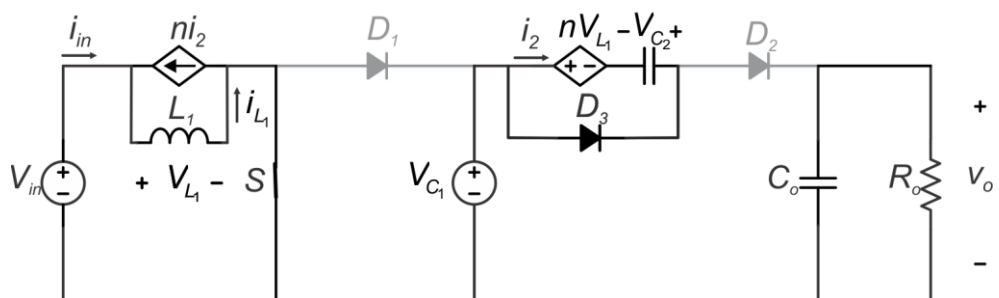 i_in ni_2 D_1 i_2 nV_L1 -V_C2+ D_2
+ -
L_1 i_L1 D_3
V_in + - + V_L1 - S V_C1 + - C_o R_o + v_o -